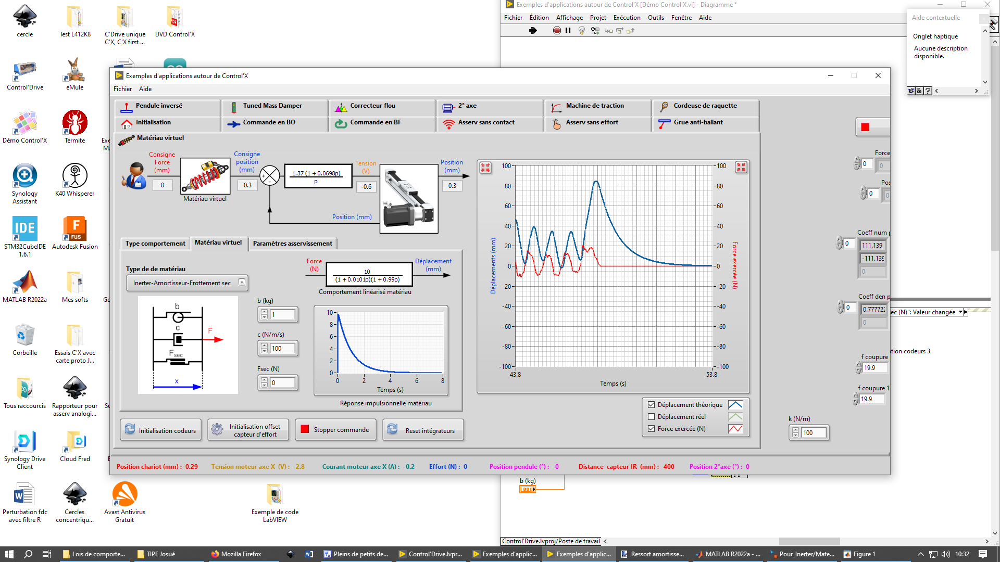 cercle
Test L412K8
C'Drive unique
C'X, C'X first ...
DVD Control'X
Control'Drive
eMule
Démo Control'X
Termite
Synology
Assistant
K40 Whisperer
STM32CubeIDE
1.6.1
Autodesk Fusion
MATLAB R2022a
Mes softs
Corbeille
Essais C'X avec
carte proto J...
Tous raccourcis
Rapporteur pour
asserv analogi...
Synology Drive
Client
Cloud Fred
Perturbation fdc
avec filtre R
Cercles
concentriqu...
Avast Antivirus
Gratuit
Exemple de code
LabVIEW
Exemples d'applications autour de Control'X [Démo Control'X.vi] - Diagramme *
Fichier Édition Affichage Projet Exécution Outils Fenêtre Aide
Aide contextuelle
Onglet haptique
Aucune description
disponible.
Exemples d'applications autour de Control'X
Fichier Aide
Pendule inversé
Tuned Mass Damper
Correcteur flou
2° axe
Machine de traction
Cordeuse de raquette
Initialisation
Commande en BO
Commande en BF
Asserv sans contact
Asserv sans effort
Grue anti-ballant
Matériau virtuel
Consigne
Force
(mm)
0
Matériau virtuel
Consigne
position
(mm)
0.3
1.37 (1 + 0.0698p)
p
Tension
(V)
-0.6
Position
(mm)
0.3
Position (mm)
Type comportement
Matériau virtuel
Paramètres asservissement
Type de de matériau
Inerter-Amortisseur-Frottement sec
b
c
F
Fsec
x
b (kg)
1
c (N/m/s)
100
Fsec (N)
0
Force
(N)
10
(1 + 0.0101p)(1 + 0.99p)
Déplacement
(mm)
Comportement linéarisé matériau
10
8
6
4
2
0
0 2 4 6 8
Temps (s)
Réponse impulsionnelle matériau
Initialisation codeurs
Initialisation offset
capteur d'effort
Stopper commande
Reset intégrateurs
Déplacements (mm)
100
80
60
40
20
0
-20
-40
-60
-80
-100
43.8
53.8
Temps (s)
100
80
60
40
20
0
-20
-40
-60
-80
-100
Force exercée (N)
Déplacement théorique
Déplacement réel
Force exercée (N)
k (N/m)
100
Force
0
0
Pos
0
0
Coeff num p
0
111.139
-111.139
0
Coeff den p
0
0.777722
0
f coupure
19.9
f coupure 1
19.9
Position chariot (mm) : 0.29
Tension moteur axe X (V) : -2.8
Courant moteur axe X (A) : -0.2
Effort (N) : 0
Position pendule (°) : -0
Distance capteur IR (mm) : 400
Position 2°axe (°) : 0
ec (N)": Valeur changée
tion codeurs 3
b (kg)
DBL
Control'Drive.lvproj/Poste de travail
Lois de comporte...
TIPE Josué
Mozilla Firefox
Pleins de petits de...
Control'Drive.lvpr...
Exemples d'applic...
Exemples d'applic...
Ressort amortisse...
MATLAB R2022a - ...
Pour_Inerter/Mate...
Figure 1
10:32